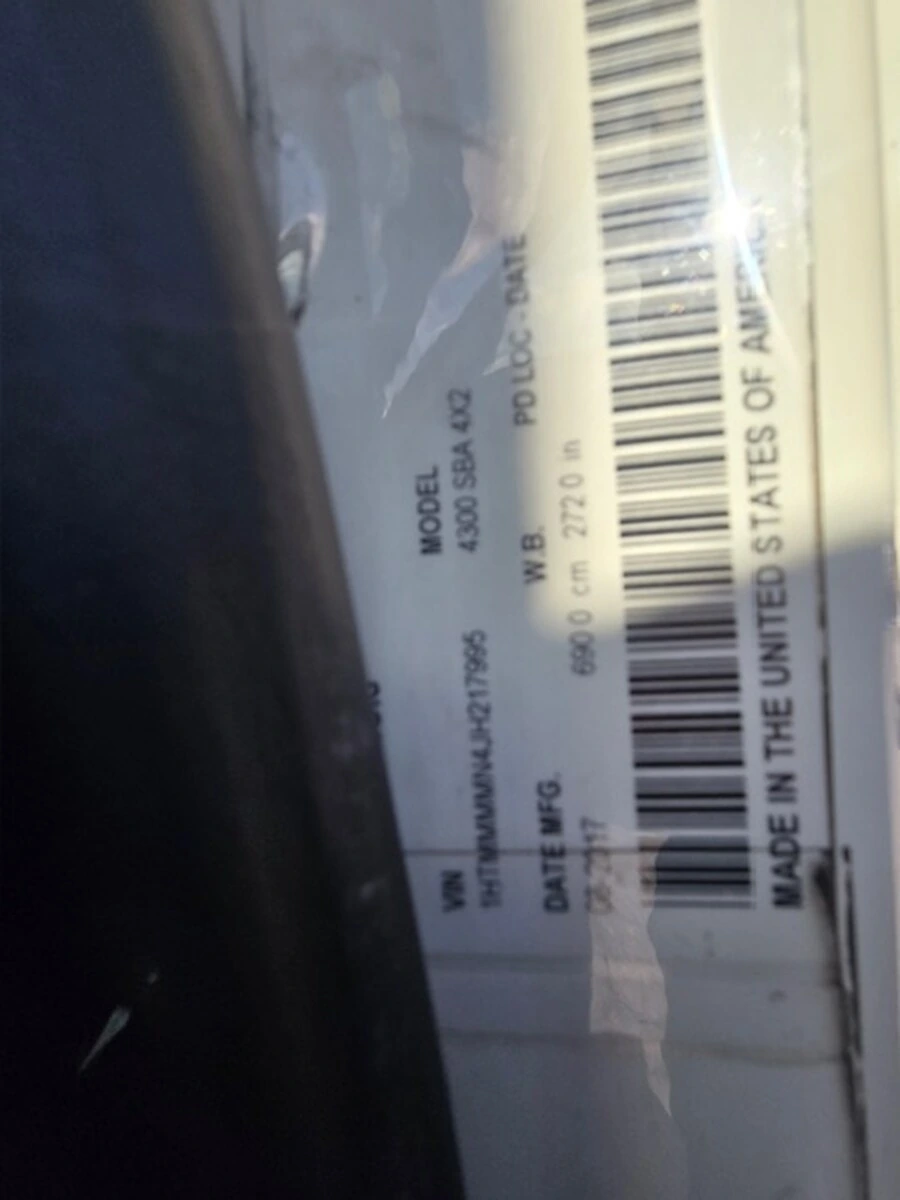 MODEL
4300 SBA 4X2
VIN
1HTMMMMN4JH217995
DATE MFG.
W.B.
PD LOC - DATE
690 0 cm 272 0 in
MADE IN THE UNITED STATES OF AMERICA